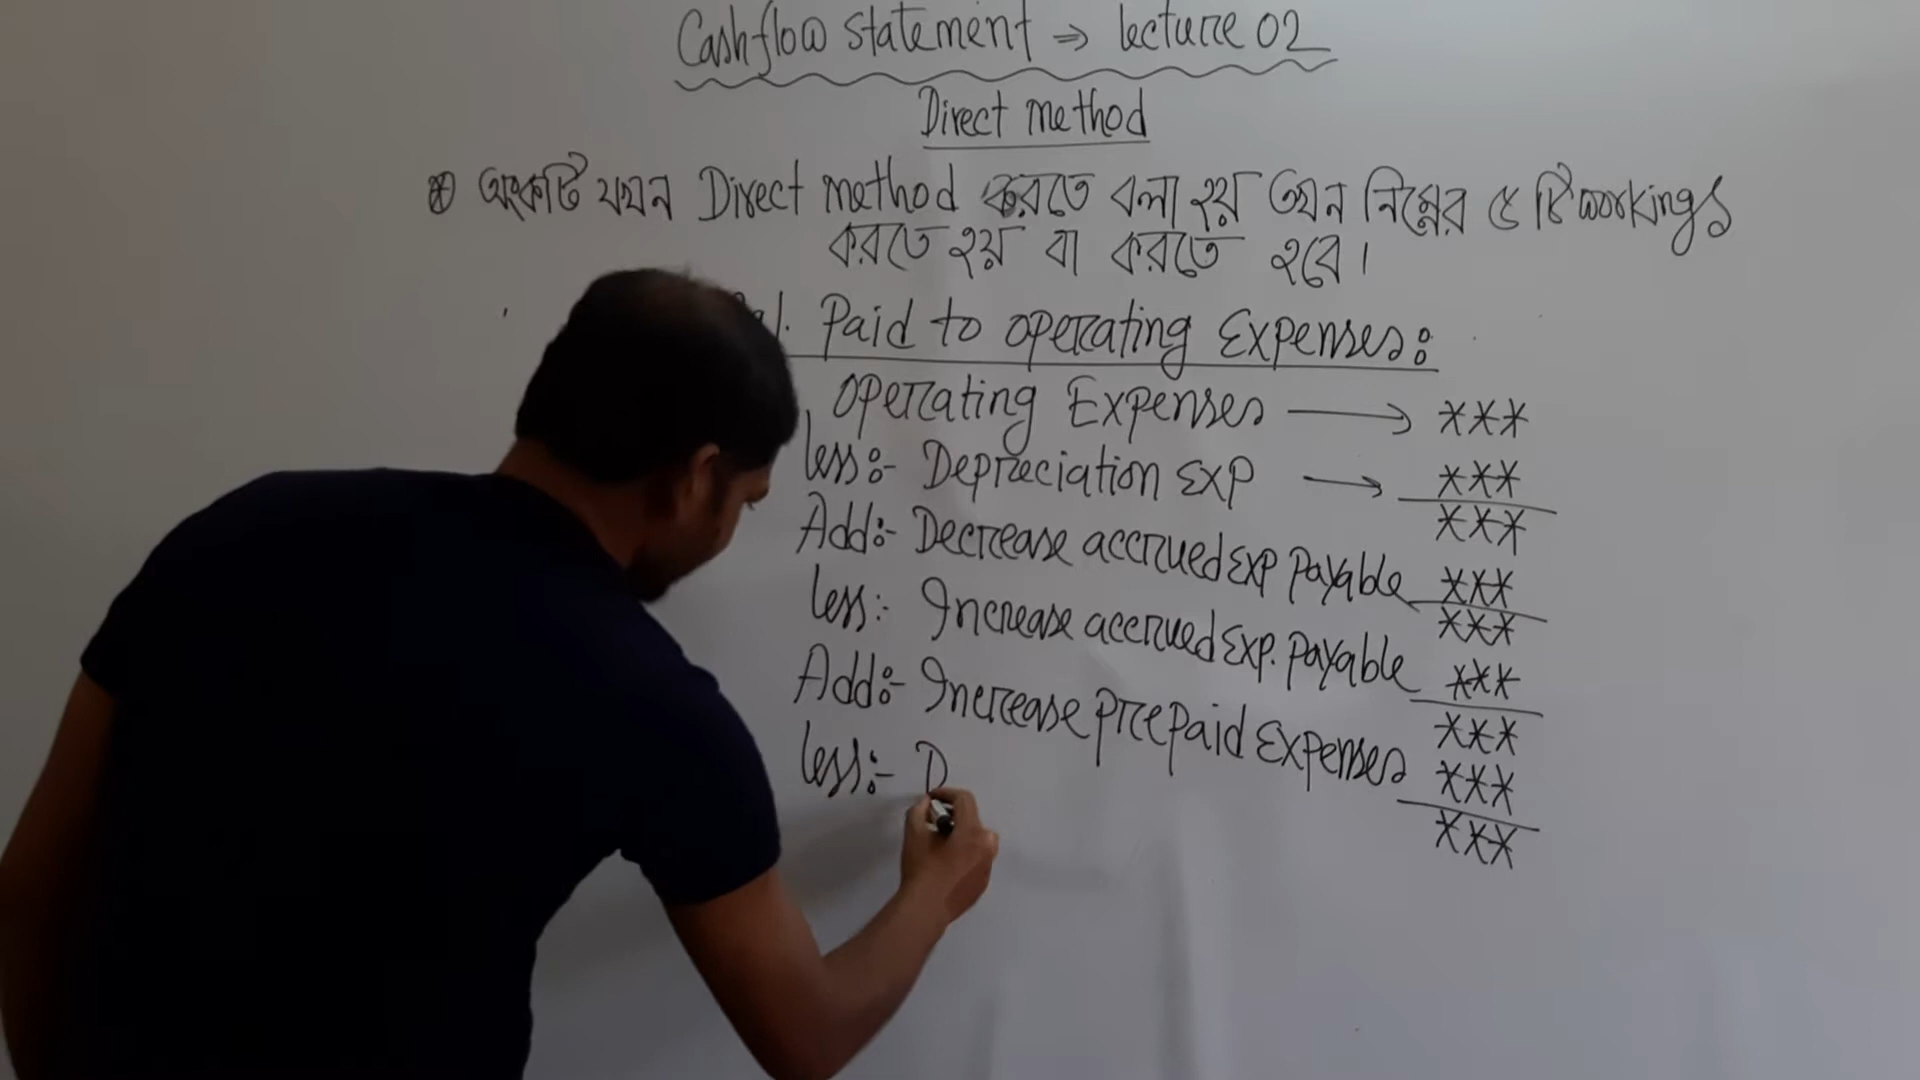 Cashflow statement ⇒ lecture 02
Direct method
⊛ অংকটি যখন Direct method করতে বলা হয় তখন নিম্নের ৫ টি workings
করতে হয় বা করতে হবে।
Paid to operating Expenses:
operating Expenses → ***
less:- Depreciation Exp → ***
***
Add:- Decrease accrued Exp payable ***
***
less:- Increase accrued Exp. payable ***
***
Add:- Increase prepaid Expenses ***
***
less:- D